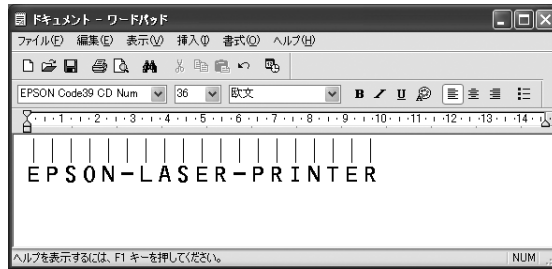 ドキュメント - ワードパッド
ファイル(F) 編集(E) 表示(V) 挿入(I) 書式(O) ヘルプ(H)
EPSON Code39 CD Num 36 欧文 B / U
1 2 3 4 5 6 7 8 9 10 11 12 13 14
EPSON-LASER-PRINTER
ヘルプを表示するには、F1 キーを押してください。 NUM